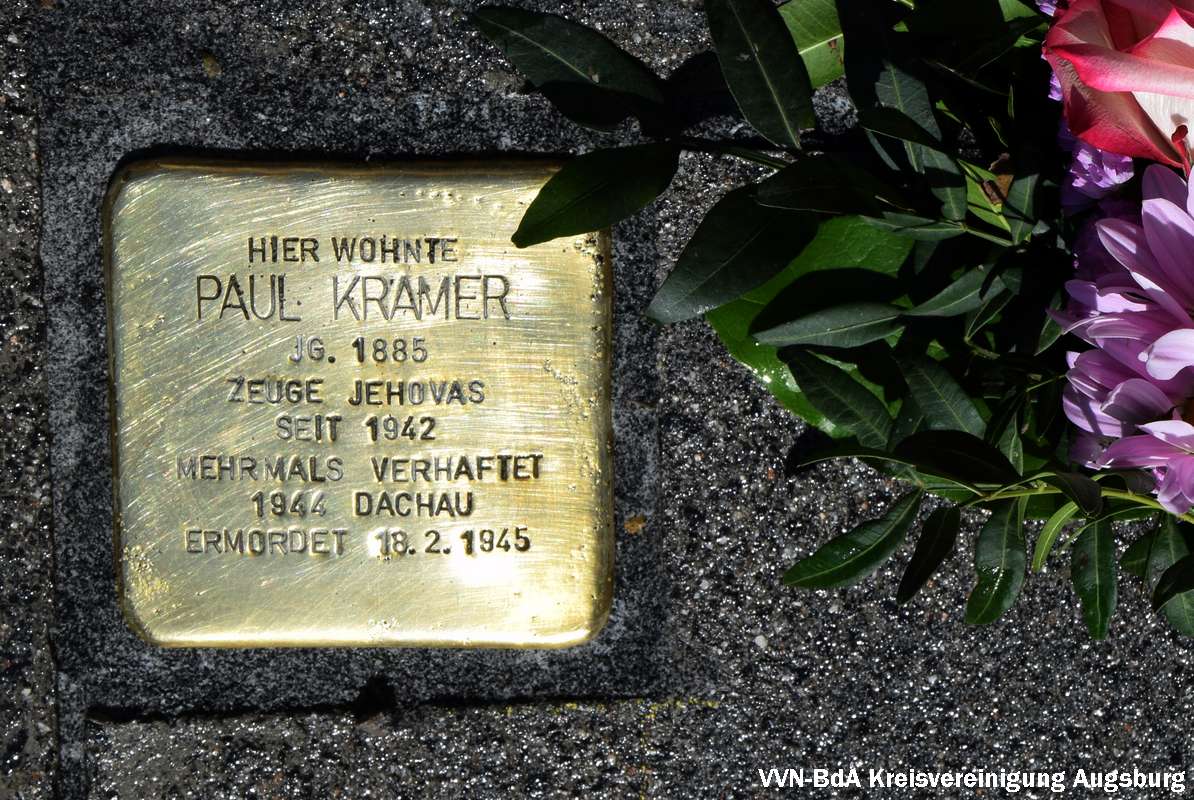 HIER WOHNTE
PAUL KRÄMER
JG. 1885
ZEUGE JEHOVAS
SEIT 1942
MEHRMALS VERHAFTET
1944 DACHAU
ERMORDET 18.2.1945
VVN-BdA Kreisvereinigung Augsburg